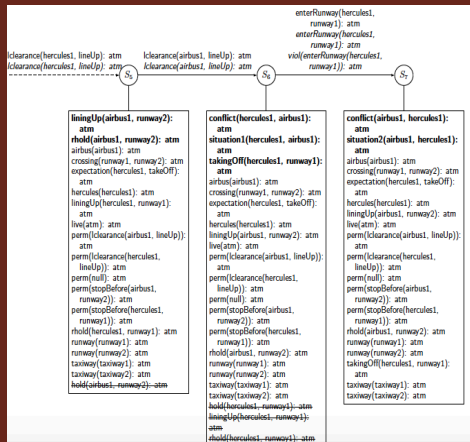 enterRunway(hercules1,
runway1): atm
enterRunway(hercules1,
runway1): atm
viol(enterRunway(hercules1,
runway1)): atm
lclearance(hercules1, lineUp): atm
lclearance(hercules1, lineUp): atm
lclearance(airbus1, lineUp): atm
lclearance(airbus1, lineUp): atm
S5
S6
S7
liningUp(airbus1, runway2):
atm
rhold(airbus1, runway2): atm
airbus(airbus1): atm
crossing(runway1, runway2): atm
expectation(hercules1, takeOff):
atm
hercules(hercules1): atm
liningUp(hercules1, runway1):
atm
live(atm): atm
perm(lclearance(airbus1, lineUp)):
atm
perm(lclearance(hercules1,
lineUp)): atm
perm(null): atm
perm(stopBefore(airbus1,
runway2)): atm
perm(stopBefore(hercules1,
runway1)): atm
rhold(hercules1, runway1): atm
runway(runway1): atm
runway(runway2): atm
taxiway(taxiway1): atm
taxiway(taxiway2): atm
hold(airbus1, runway2): atm
conflict(hercules1, airbus1):
atm
situation1(hercules1, airbus1):
atm
takingOff(hercules1, runway1):
atm
airbus(airbus1): atm
crossing(runway1, runway2): atm
expectation(hercules1, takeOff):
atm
hercules(hercules1): atm
liningUp(airbus1, runway2): atm
live(atm): atm
perm(lclearance(airbus1, lineUp)):
atm
perm(lclearance(hercules1,
lineUp)): atm
perm(null): atm
perm(stopBefore(airbus1,
runway2)): atm
perm(stopBefore(hercules1,
runway1)): atm
rhold(airbus1, runway2): atm
runway(runway1): atm
runway(runway2): atm
taxiway(taxiway1): atm
taxiway(taxiway2): atm
hold(hercules1, runway1): atm
liningUp(hercules1, runway1):
atm
rhold(hercules1, runway1): atm
conflict(airbus1, hercules1):
atm
situation2(airbus1, hercules1):
atm
airbus(airbus1): atm
crossing(runway1, runway2): atm
expectation(hercules1, takeOff):
atm
hercules(hercules1): atm
liningUp(airbus1, runway2): atm
live(atm): atm
perm(lclearance(airbus1, lineUp)):
atm
perm(lclearance(hercules1,
lineUp)): atm
perm(null): atm
perm(stopBefore(airbus1,
runway2)): atm
perm(stopBefore(hercules1,
runway1)): atm
rhold(airbus1, runway2): atm
runway(runway1): atm
runway(runway2): atm
takingOff(hercules1, runway1):
atm
taxiway(taxiway1): atm
taxiway(taxiway2): atm